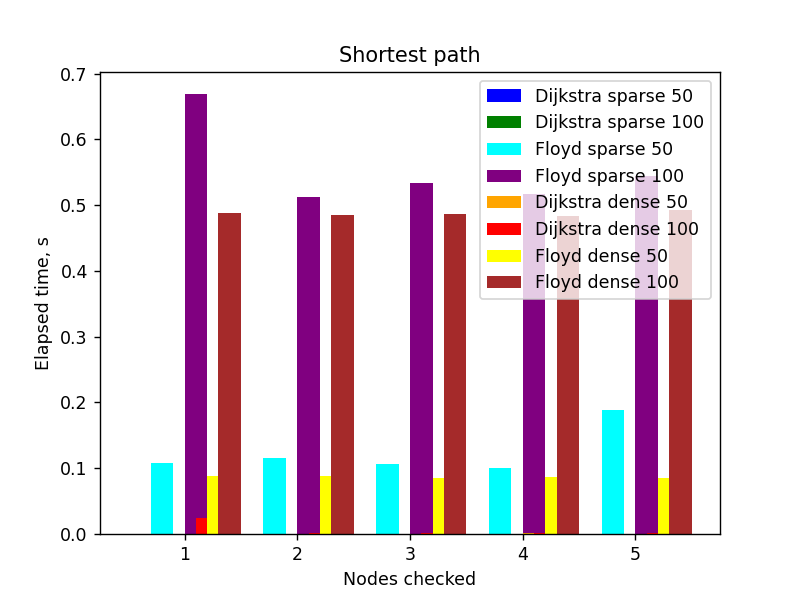 Shortest path
Elapsed time, s
0.7
0.6
0.5
0.4
0.3
0.2
0.1
0.0
Dijkstra sparse 50
Dijkstra sparse 100
Floyd sparse 50
Floyd sparse 100
Dijkstra dense 50
Dijkstra dense 100
Floyd dense 50
Floyd dense 100
1 2 3 4 5
Nodes checked